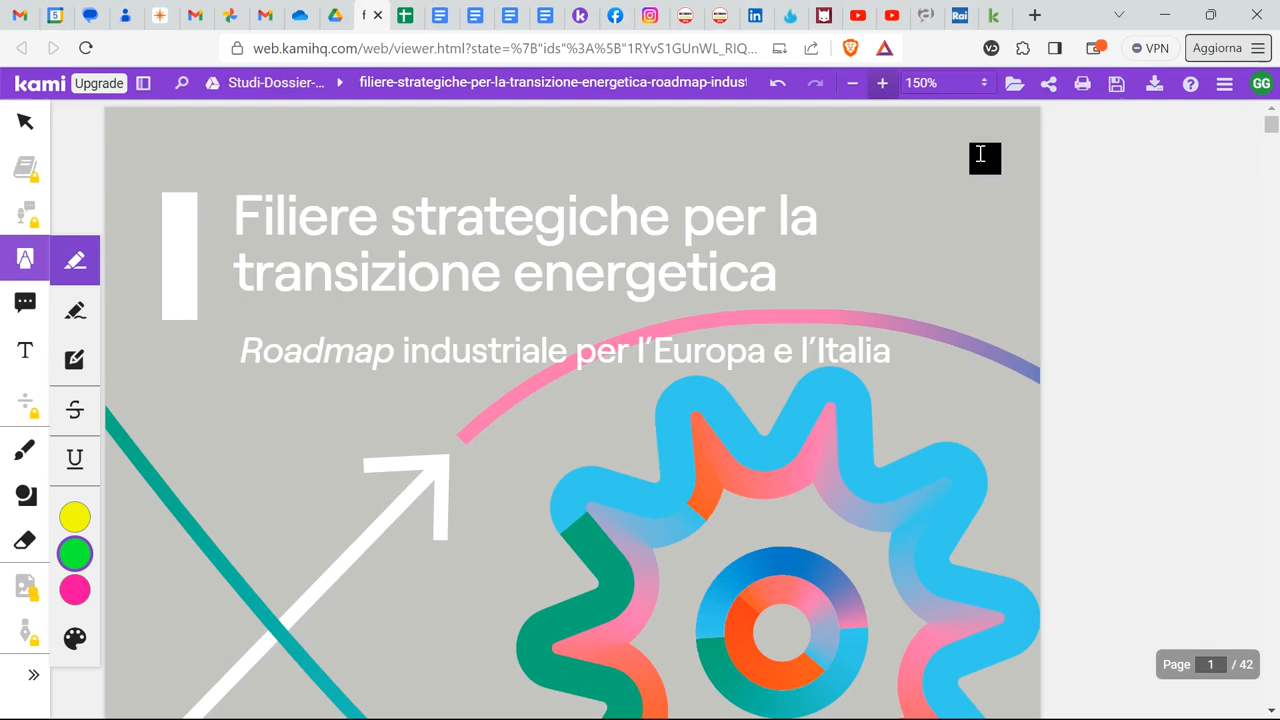 web.kamihq.com/web/viewer.html?state=%7B"ids"%3A%5B"1RYvS1GUnWL_RIQ...
VPN
Aggiorna
kami
Upgrade
Studi-Dossier-...
filiere-strategiche-per-la-transizione-energetica-roadmap-indust
150%
GG
Filiere strategiche per la
transizione energetica
Roadmap industriale per l'Europa e l'Italia
Page 1 / 42